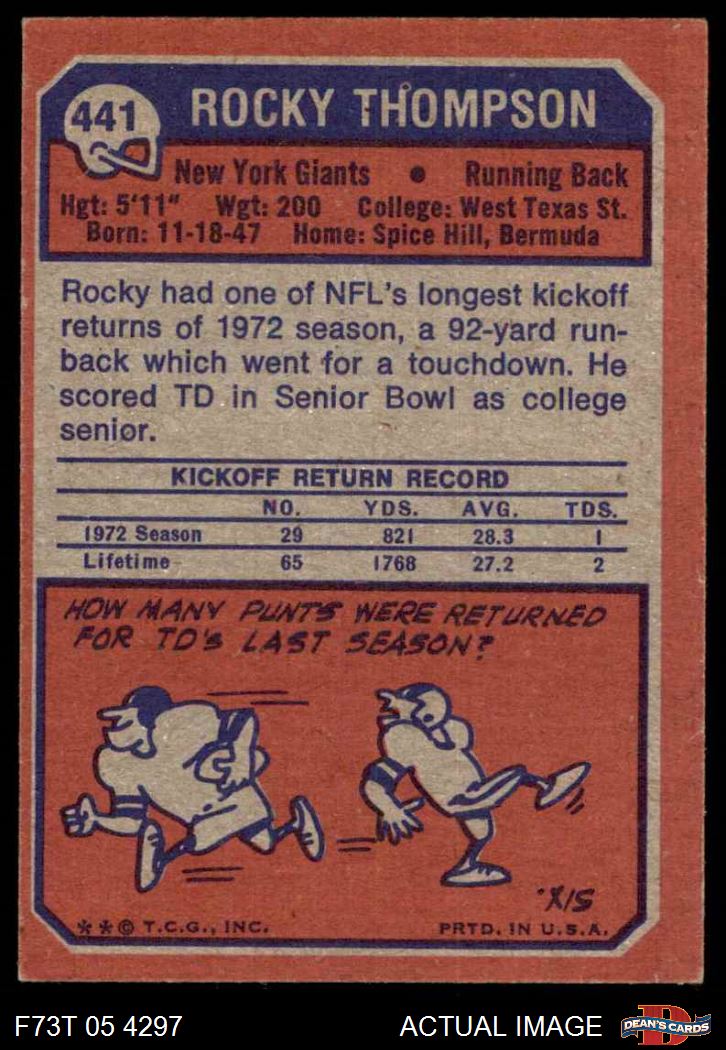 441
ROCKY THOMPSON
New York Giants ● Running Back
Hgt: 5'11" Wgt: 200 College: West Texas St.
Born: 11-18-47 Home: Spice Hill, Bermuda
Rocky had one of NFL's longest kickoff
returns of 1972 season, a 92-yard run-
back which went for a touchdown. He
scored TD in Senior Bowl as college
senior.
KICKOFF RETURN RECORD
NO. YDS. AVG. TDS.
1972 Season 29 821 28.3 1
Lifetime 65 1768 27.2 2
HOW MANY PUNTS WERE RETURNED
FOR TD'S LAST SEASON?
.XIS
**© T.C.G., INC. PRTD. IN U.S.A.
F73T 05 4297 ACTUAL IMAGE
D
DEAN'S CARDS